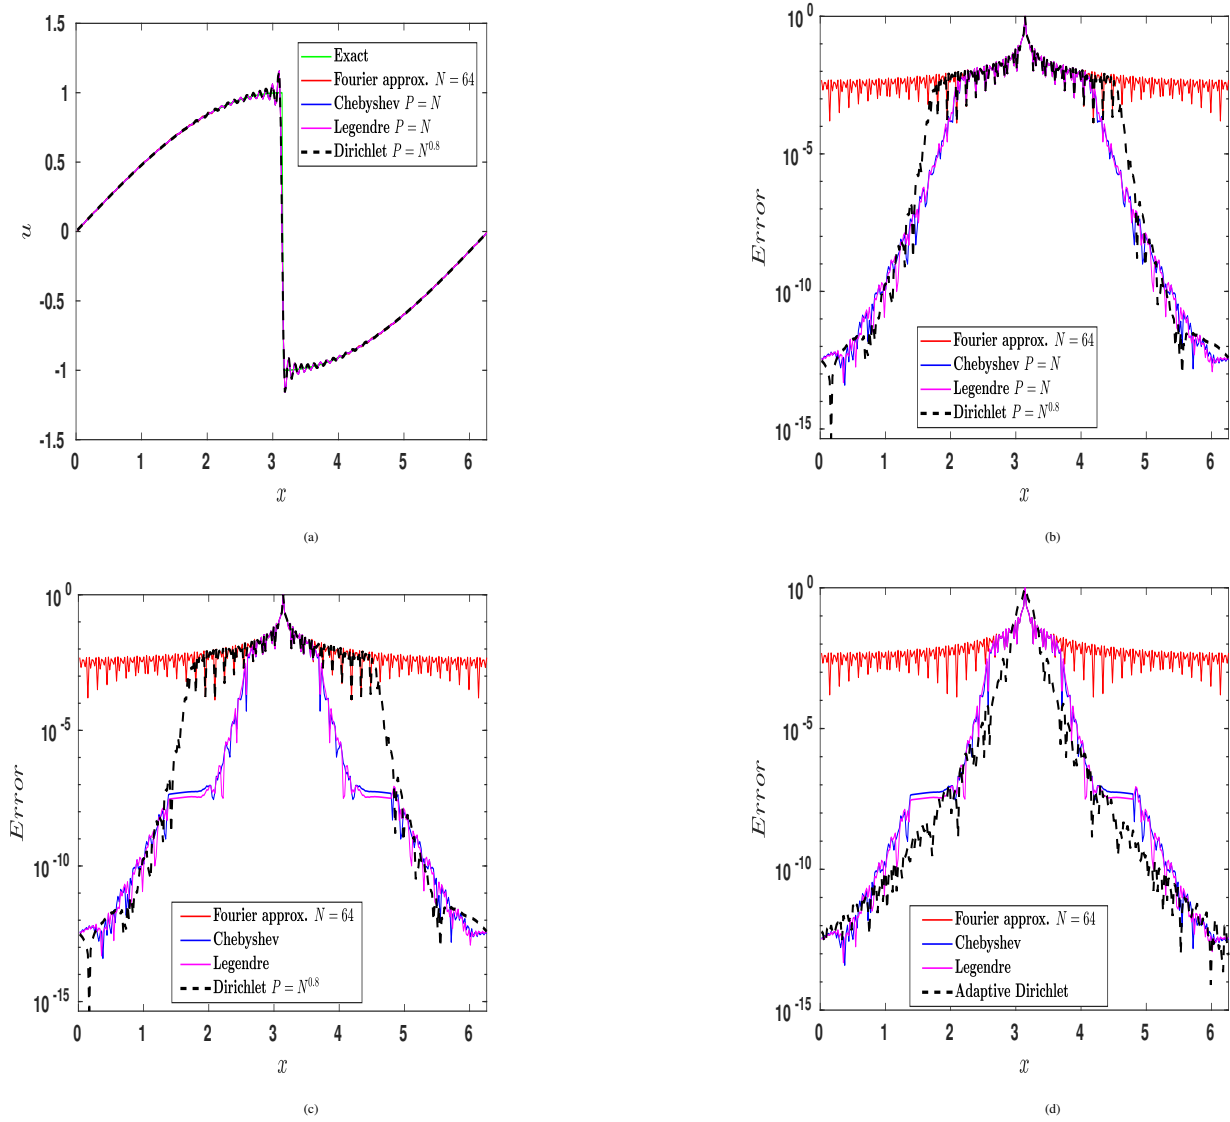 1.5
1
0.5
0
-0.5
-1
-1.5
u
0 1 2 3 4 5 6
x
Exact
Fourier approx. N = 64
Chebyshev P = N
Legendre P = N
Dirichlet P = N^0.8
(a)
10^0
10^-5
10^-10
10^-15
Error
0 1 2 3 4 5 6
x
Fourier approx. N = 64
Chebyshev P = N
Legendre P = N
Dirichlet P = N^0.8
(b)
10^0
10^-5
10^-10
10^-15
Error
0 1 2 3 4 5 6
x
Fourier approx. N = 64
Chebyshev
Legendre
Dirichlet P = N^0.8
(c)
10^0
10^-5
10^-10
10^-15
Error
0 1 2 3 4 5 6
x
Fourier approx. N = 64
Chebyshev
Legendre
Adaptive Dirichlet
(d)